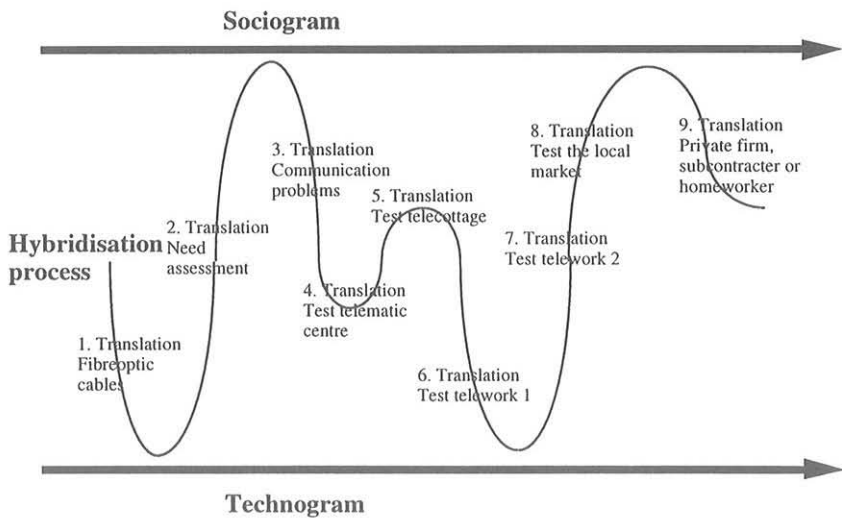 Sociogram
Hybridisation
process
1. Translation
Fibreoptic
cables
2. Translation
Need
assessment
3. Translation
Communication
problems
4. Translation
Test telematic
centre
5. Translation
Test telecottage
6. Translation
Test telework 1
7. Translation
Test telework 2
8. Translation
Test the local
market
9. Translation
Private firm,
subcontracter or
homeworker
Technogram